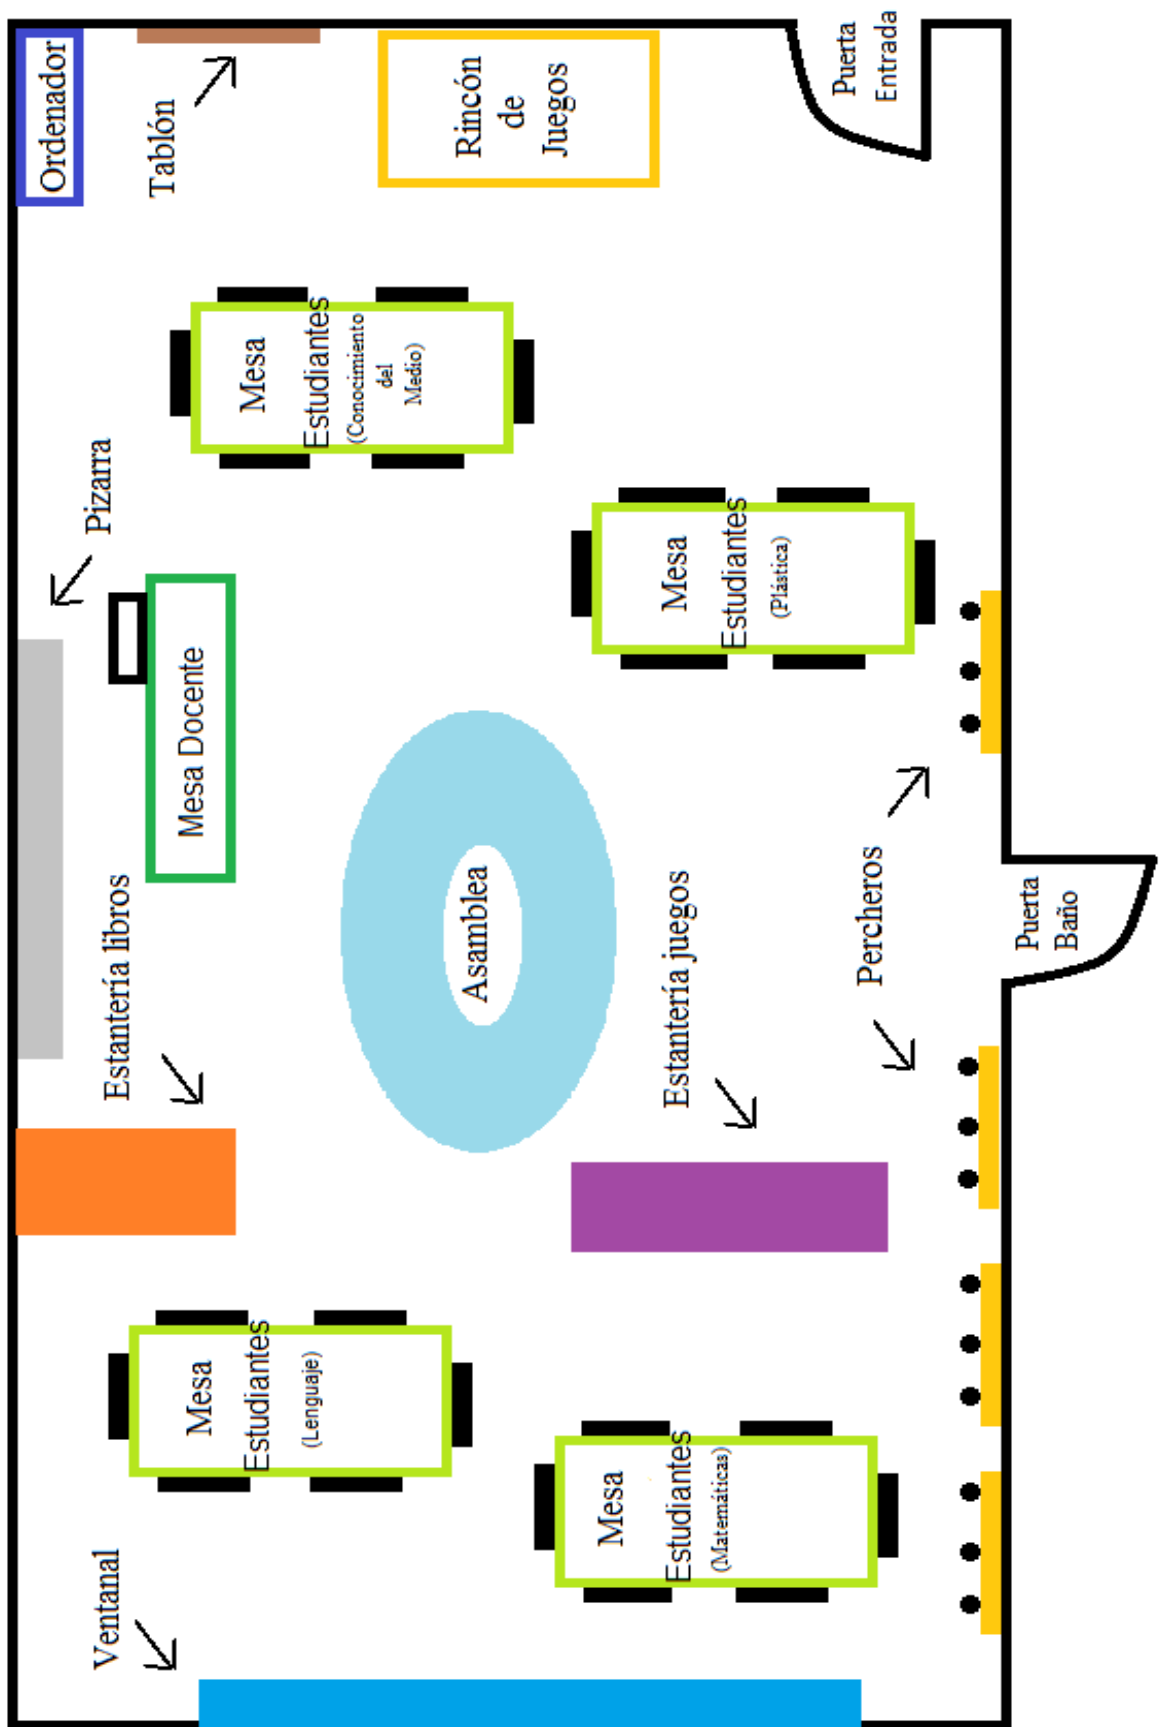 Ventanal
Estantería libros
Pizarra
Tablón
Ordenador
Mesa Docente
Mesa
Estudiantes
(Lenguaje)
Mesa
Estudiantes
(Conocimiento
del
Medio)
Asamblea
Rincón
de
Juegos
Mesa
Estudiantes
(Matemáticas)
Estantería juegos
Mesa
Estudiantes
(Plástica)
Percheros
Puerta
Entrada
Puerta
Baño